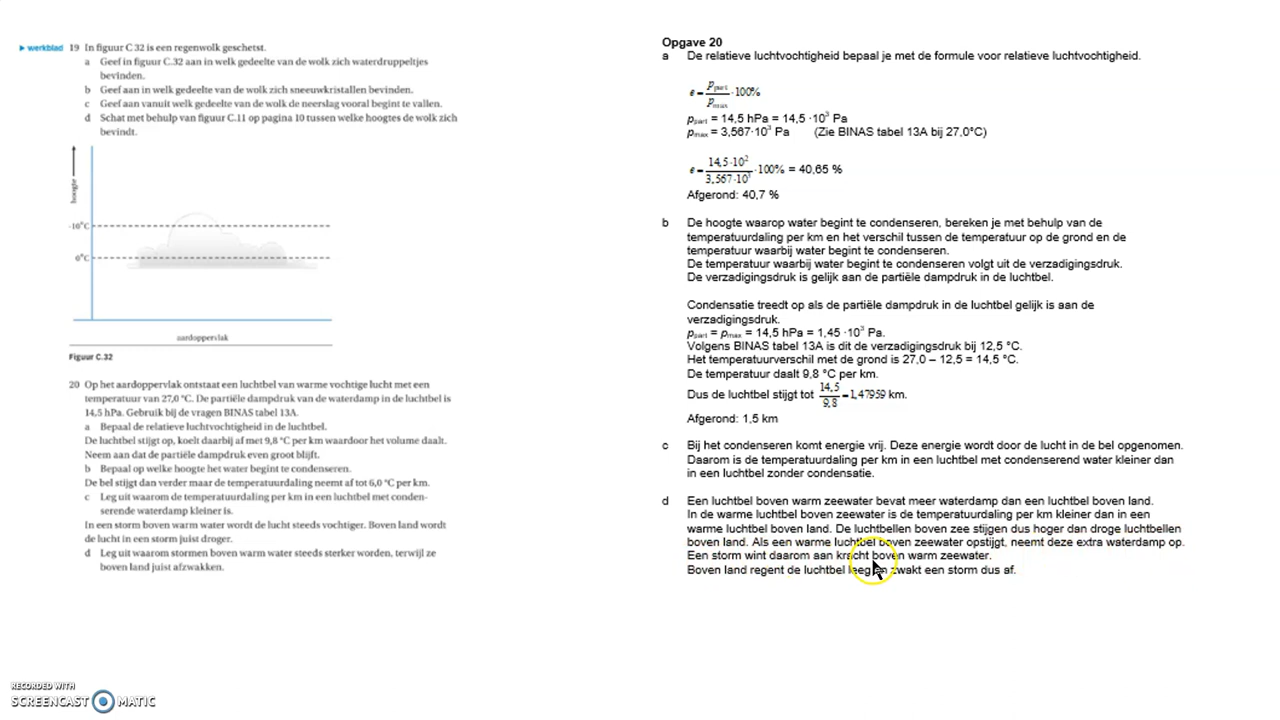 ▶ werkblad 19 In figuur C 32 is een regenwolk geschetst.
a Geef in figuur C.32 aan in welk gedeelte van de wolk zich waterdruppeltjes
bevinden.
b Geef aan in welk gedeelte van de wolk zich sneeuwkristallen bevinden.
c Geef aan vanuit welk gedeelte van de wolk de neerslag vooral begint te vallen.
d Schat met behulp van figuur C.11 op pagina 10 tussen welke hoogtes de wolk zich
bevindt.
hoogte
-10°C
0°C
aardoppervlak
Figuur C.32
20 Op het aardoppervlak ontstaat een luchtbel van warme vochtige lucht met een
temperatuur van 27,0 °C. De partiële dampdruk van de waterdamp in de luchtbel is
14,5 hPa. Gebruik bij de vragen BINAS tabel 13A.
a Bepaal de relatieve luchtvochtigheid in de luchtbel.
De luchtbel stijgt op, koelt daarbij af met 9,8 °C per km waardoor het volume daalt.
Neem aan dat de partiële dampdruk even groot blijft.
b Bepaal op welke hoogte het water begint te condenseren.
De bel stijgt dan verder maar de temperatuurdaling neemt af tot 6,0 °C per km.
c Leg uit waarom de temperatuurdaling per km in een luchtbel met conden-
serende waterdamp kleiner is.
In een storm boven warm water wordt de lucht steeds vochtiger. Boven land wordt
de lucht in een storm juist droger.
d Leg uit waarom stormen boven warm water steeds sterker worden, terwijl ze
boven land juist afzwakken.
Opgave 20
a De relatieve luchtvochtigheid bepaal je met de formule voor relatieve luchtvochtigheid.
ε = p_part / p_max · 100%
p_part = 14,5 hPa = 14,5 ·10³ Pa
p_max = 3,567·10³ Pa (Zie BINAS tabel 13A bij 27,0°C)
ε = 14,5·10² / 3,567·10³ · 100% = 40,65 %
Afgerond: 40,7 %
b De hoogte waarop water begint te condenseren, bereken je met behulp van de
temperatuurdaling per km en het verschil tussen de temperatuur op de grond en de
temperatuur waarbij water begint te condenseren.
De temperatuur waarbij water begint te condenseren volgt uit de verzadigingsdruk.
De verzadigingsdruk is gelijk aan de partiële dampdruk in de luchtbel.
Condensatie treedt op als de partiële dampdruk in de luchtbel gelijk is aan de
verzadigingsdruk.
p_part = p_max = 14,5 hPa = 1,45 ·10³ Pa.
Volgens BINAS tabel 13A is dit de verzadigingsdruk bij 12,5 °C.
Het temperatuurverschil met de grond is 27,0 – 12,5 = 14,5 °C.
De temperatuur daalt 9,8 °C per km.
Dus de luchtbel stijgt tot 14,5 / 9,8 = 1,47959 km.
Afgerond: 1,5 km
c Bij het condenseren komt energie vrij. Deze energie wordt door de lucht in de bel opgenomen.
Daarom is de temperatuurdaling per km in een luchtbel met condenserend water kleiner dan
in een luchtbel zonder condensatie.
d Een luchtbel boven warm zeewater bevat meer waterdamp dan een luchtbel boven land.
In de warme luchtbel boven zeewater is de temperatuurdaling per km kleiner dan in een
warme luchtbel boven land. De luchtbellen boven zee stijgen dus hoger dan droge luchtbellen
boven land. Als een warme luchtbel boven zeewater opstijgt, neemt deze extra waterdamp op.
Een storm wint daarom aan kracht boven warm zeewater.
Boven land regent de luchtbel leeg en zwakt een storm dus af.
RECORDED WITH
SCREENCAST MATIC